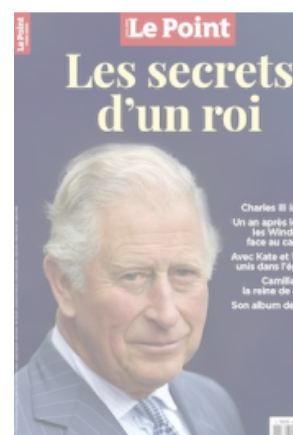 Le Point
Le Point
Les secrets
d'un roi
Charles III
Un an après
les Wind
face au
Avec Kate et
unis dans
Camilla
la reine de
Son album de